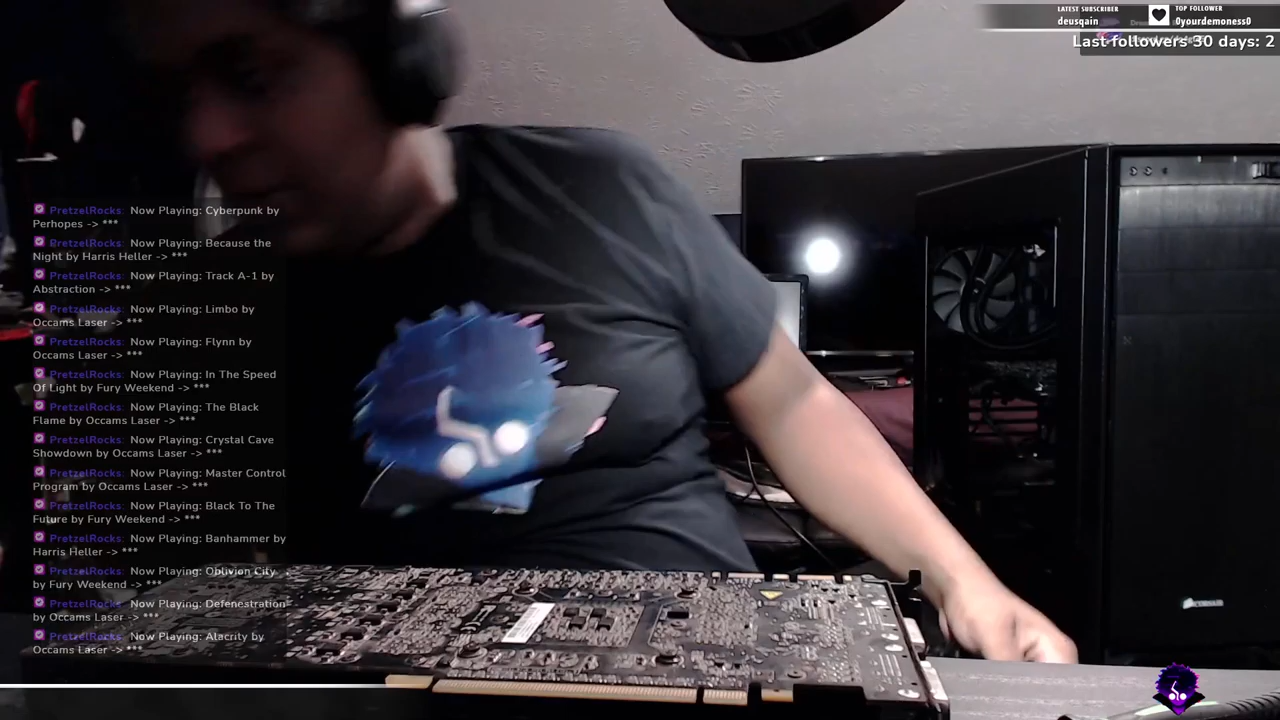 LATEST SUBSCRIBER
deusqain
TOP FOLLOWER
0yourdemoness0
Last followers 30 days: 2
PretzelRocks: Now Playing: Cyberpunk by
Perhopes -> ***
PretzelRocks: Now Playing: Because the
Night by Harris Heller -> ***
PretzelRocks: Now Playing: Track A-1 by
Abstraction -> ***
PretzelRocks: Now Playing: Limbo by
Occams Laser -> ***
PretzelRocks: Now Playing: Flynn by
Occams Laser -> ***
PretzelRocks: Now Playing: In The Speed
Of Light by Fury Weekend -> ***
PretzelRocks: Now Playing: The Black
Flame by Occams Laser -> ***
PretzelRocks: Now Playing: Crystal Cave
Showdown by Occams Laser -> ***
PretzelRocks: Now Playing: Master Control
Program by Occams Laser -> ***
PretzelRocks: Now Playing: Black To The
Future by Fury Weekend -> ***
PretzelRocks: Now Playing: Banhammer by
Harris Heller -> ***
PretzelRocks: Now Playing: Oblivion City
by Fury Weekend -> ***
PretzelRocks: Now Playing: Defenestration
by Occams Laser -> ***
PretzelRocks: Now Playing: Alacrity by
Occams Laser -> ***
CORSAIR